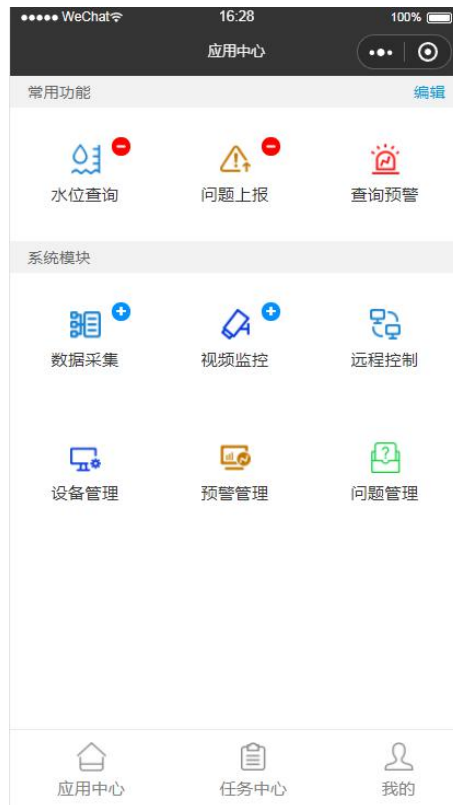 WeChat 16:28 100%
应用中心
常用功能 编辑
水位查询 问题上报 查询预警
系统模块
数据采集 视频监控 远程控制
设备管理 预警管理 问题管理
应用中心 任务中心 我的